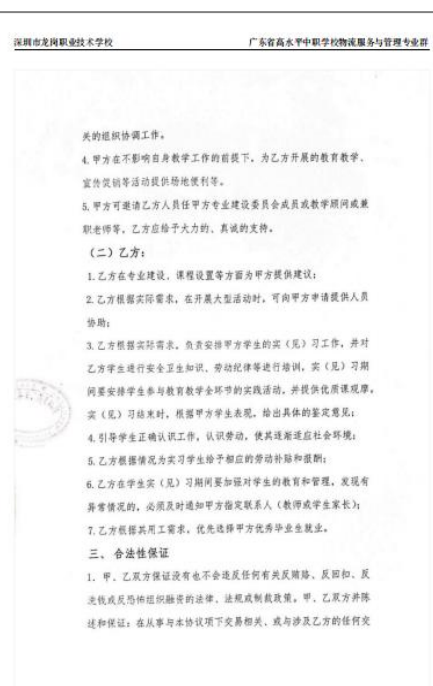 深圳市龙岗职业技术学校 广东省高水平中职学校物流服务与管理专业群
关的组织协调工作。
4.甲方在不影响自身教学工作的前提下，为乙方开展的教育教学、
宣传促销等活动提供场地便利等。
5.甲方可邀请乙方人员任甲方专业建设委员会成员或教学顾问或兼
职老师等，乙方应给予大力的、真诚的支持。
（二）乙方：
1.乙方在专业建设、课程设置等方面为甲方提供建议；
2.乙方根据实际需求，在开展大型活动时，可向甲方申请提供人员
协助；
3.乙方根据实际需求，负责安排甲方学生的实（见）习工作，并对
乙方学生进行安全卫生知识、劳动纪律等进行培训，实（见）习期
间要安排学生参与教育教学全环节的实践活动，并提供优质课观摩，
实（见）习结束时，根据甲方学生表现，给出具体的鉴定意见；
4.引导学生正确认识工作，认识劳动，使其逐渐适应社会环境；
5.乙方根据情况为实习学生给予相应的劳动补贴和报酬；
6.乙方在学生实（见）习期间要加强对学生的教育和管理，发现有
异常情况的，必须及时通知甲方指定联系人（教师或学生家长）；
7.乙方根据其用工需求，优先选择甲方优秀毕业生就业。
三、合法性保证
1、甲、乙双方保证没有也不会违反任何有关反贿赂、反回扣、反
洗钱或反恐怖组织融资的法律、法规或制裁政策。甲、乙双方并陈
述和保证：在从事与本协议项下交易相关、或与涉及乙方的任何交